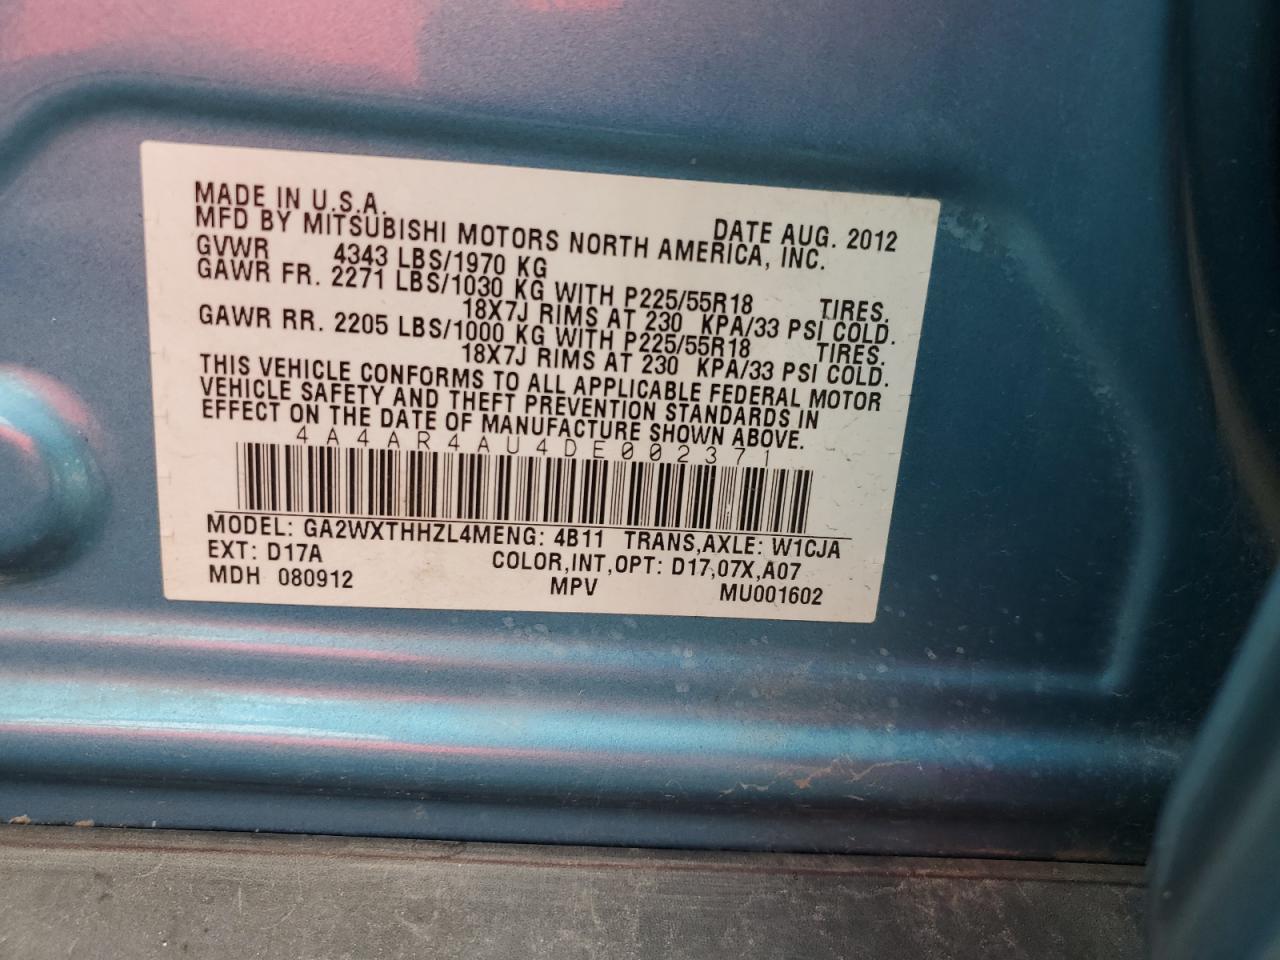 MADE IN U.S.A.
DATE AUG. 2012
MFD BY MITSUBISHI MOTORS NORTH AMERICA, INC.
GVWR 4343 LBS/1970 KG
GAWR FR. 2271 LBS/1030 KG WITH P225/55R18 TIRES.
18X7J RIMS AT 230 KPA/33 PSI COLD.
GAWR RR. 2205 LBS/1000 KG WITH P225/55R18 TIRES.
18X7J RIMS AT 230 KPA/33 PSI COLD.
THIS VEHICLE CONFORMS TO ALL APPLICABLE FEDERAL MOTOR
VEHICLE SAFETY AND THEFT PREVENTION STANDARDS IN
EFFECT ON THE DATE OF MANUFACTURE SHOWN ABOVE.
4A4AR4AU4DE002371
MODEL: GA2WXTHHZL4MENG: 4B11 TRANS,AXLE: W1CJA
EXT: D17A COLOR,INT,OPT: D17,07X,A07
MDH 080912 MPV MU001602